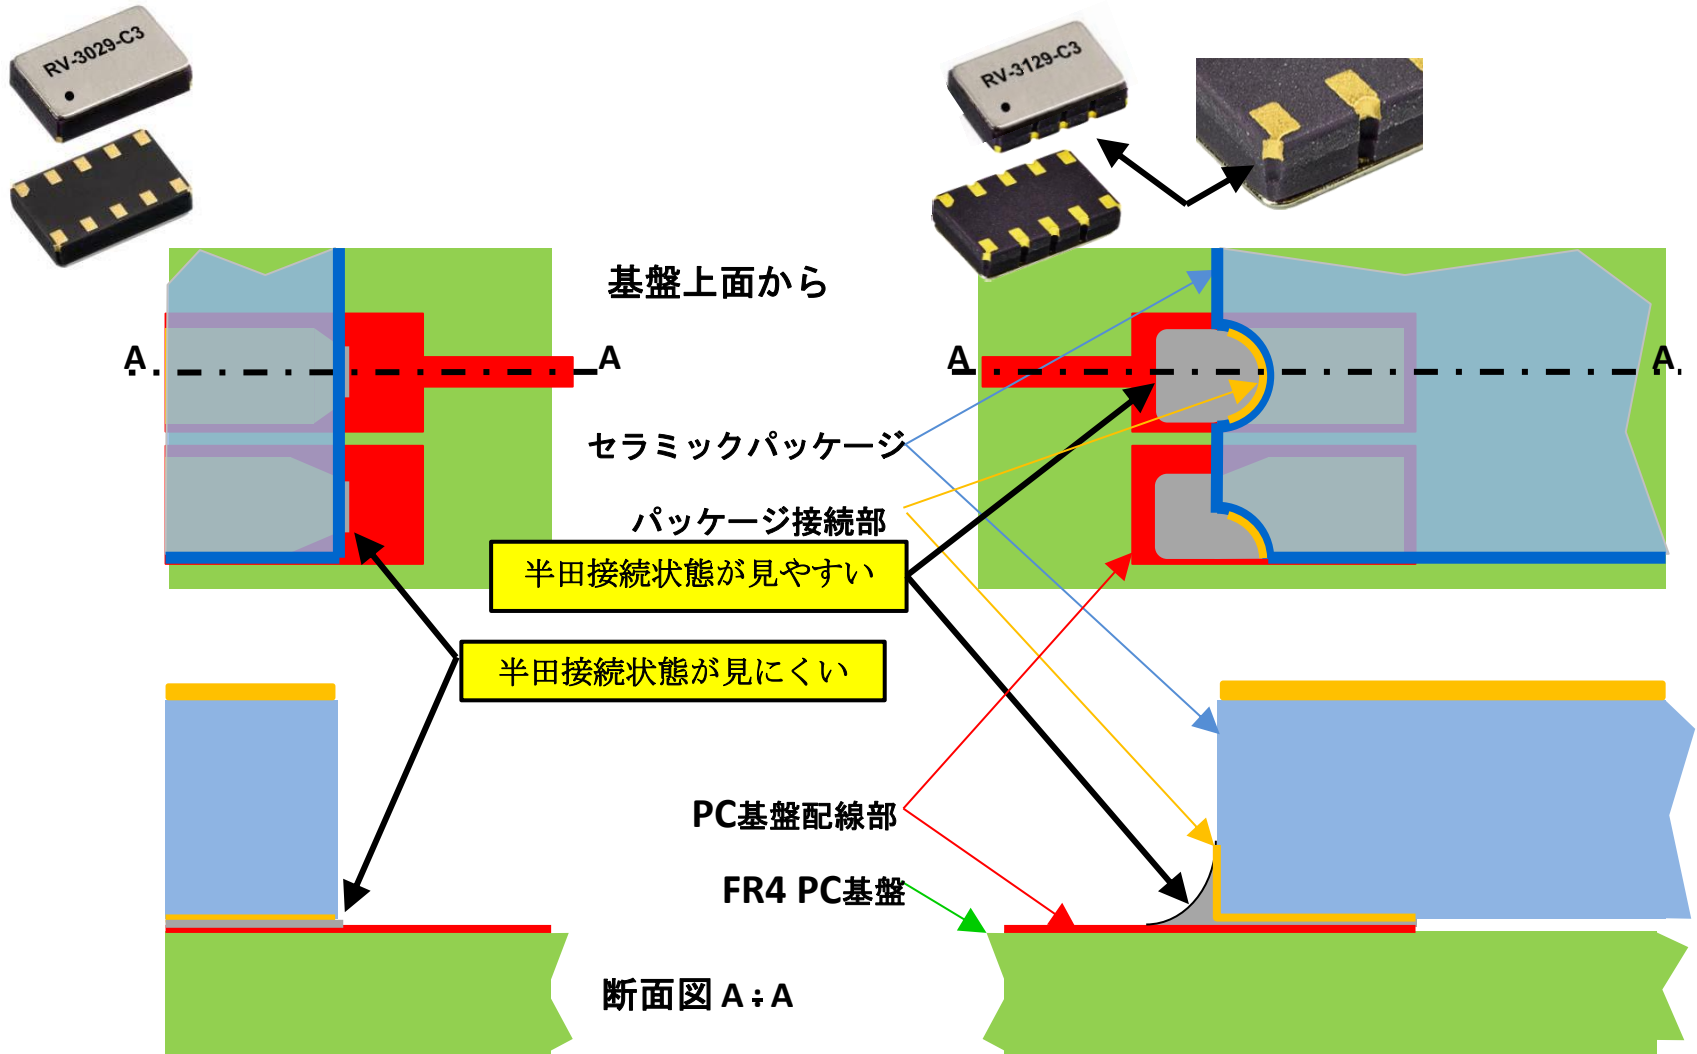 RV-3029-C3
RV-3129-C3
基盤上面から
A
A
A
A
セラミックパッケージ
パッケージ接続部
半田接続状態が見やすい
半田接続状態が見にくい
PC基盤配線部
FR4 PC基盤
断面図 A÷A